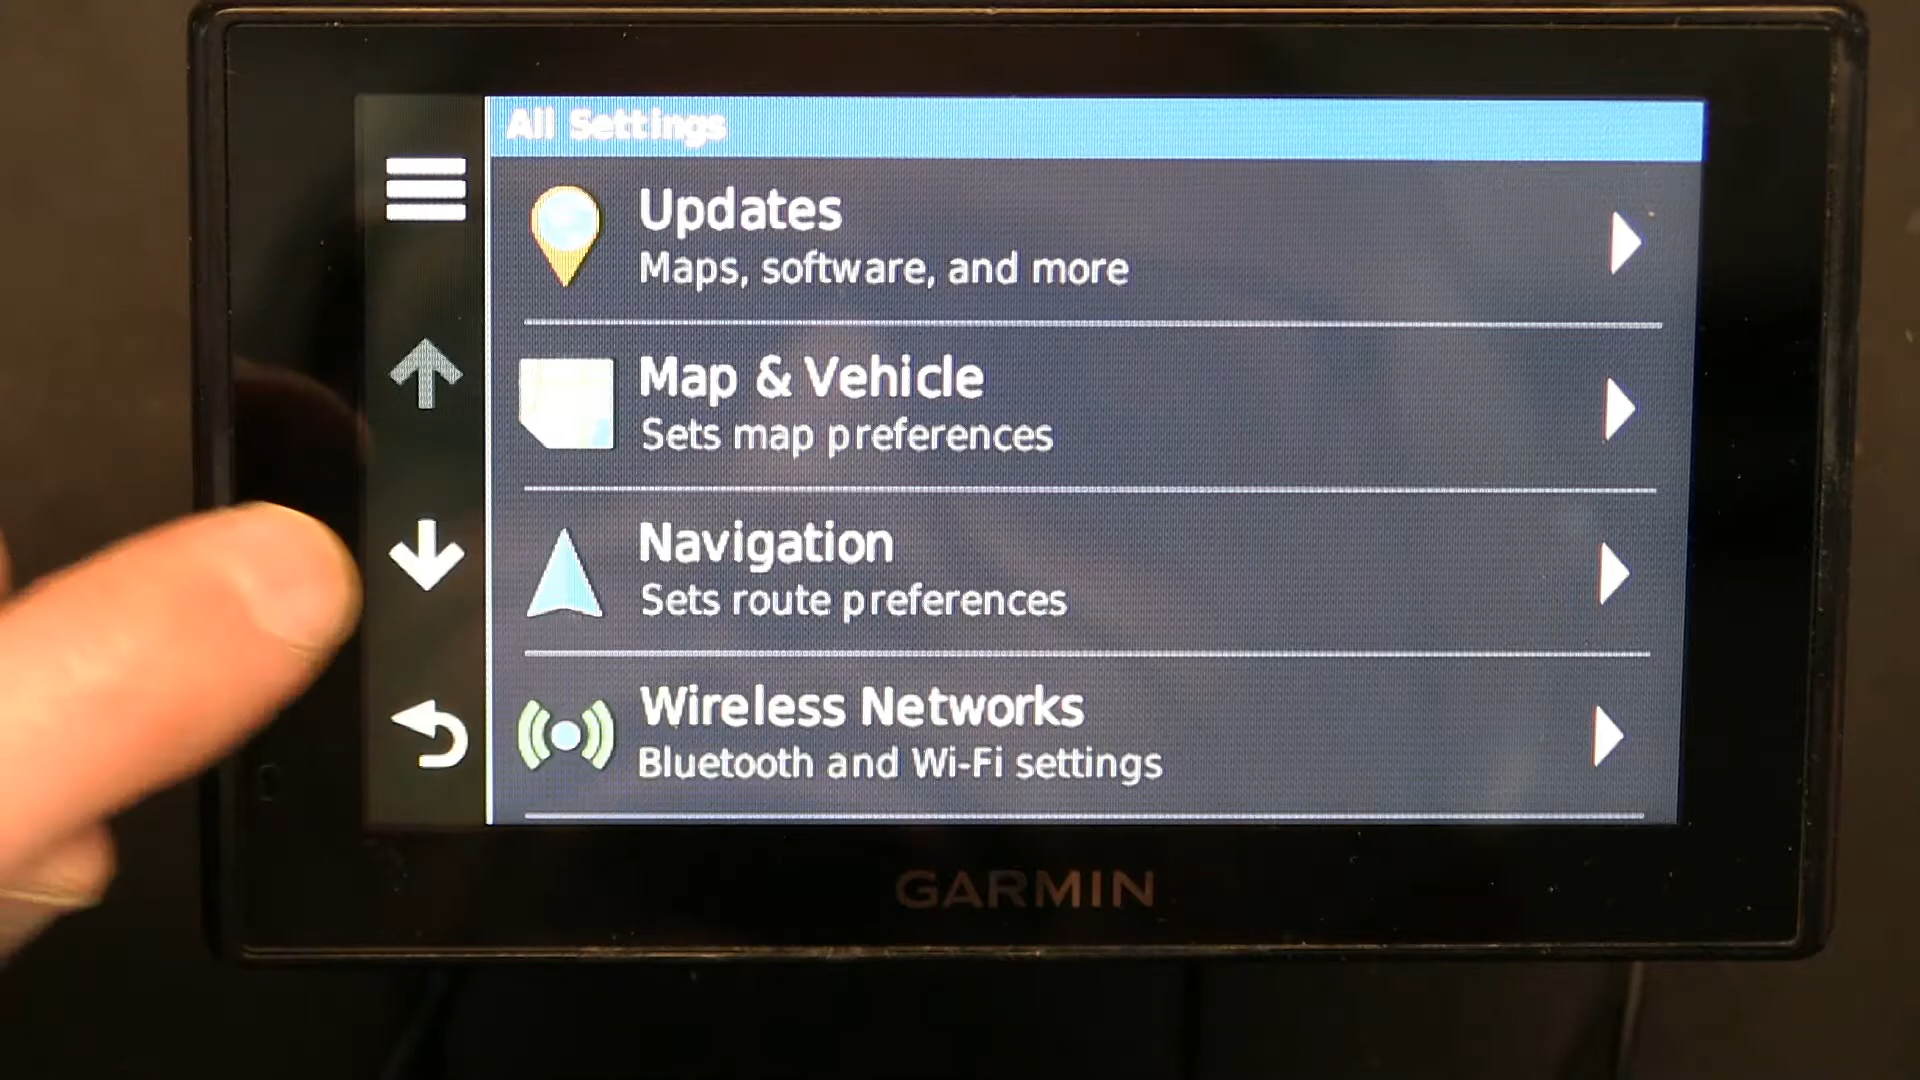 All Settings
Updates
Maps, software, and more
Map & Vehicle
Sets map preferences
Navigation
Sets route preferences
Wireless Networks
Bluetooth and Wi-Fi settings
GARMIN